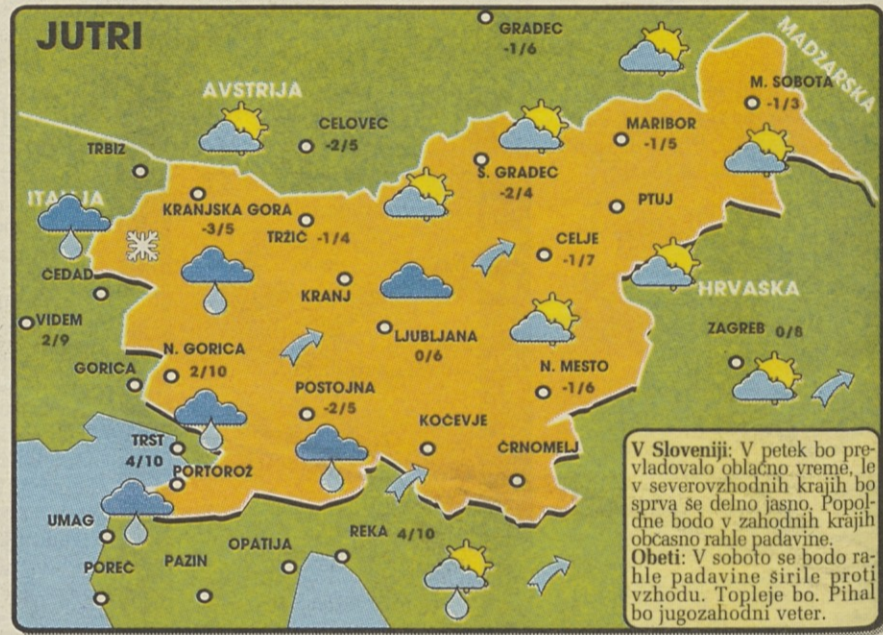 JUTRI
GRADEC
-1/6
MADŽARSKA
AVSTRIJA
M. SOBOTA
-1/3
CELOVEC
-2/5
MARIBOR
-1/5
TRBIŽ
S. GRADEC
-2/4
ITALIJA
KRANJSKA GORA
-3/5
TRŽIČ -1/4
PTUJ
CELJE
-1/7
ČEDAD
KRANJ
HRVAŠKA
VIDEM
2/9
LJUBLJANA
0/6
ZAGREB 0/8
N. GORICA
2/10
GORICA
POSTOJNA
-2/5
N. MESTO
-1/6
KOČEVJE
TRST
4/10
ČRNOMELJ
PORTOROŽ
UMAG
REKA 4/10
OPATIJA
POREČ
PAZIN
V Sloveniji: V petek bo pre-
vladovalo oblačno vreme, le
v severovzhodnih krajih bo
sprva še delno jasno. Popol-
dne bodo v zahodnih krajih
občasno rahle padavine.
Obeti: V soboto se bodo ra-
hle padavine širile proti
vzhodu. Topleje bo. Pihal
bo jugozahodni veter.